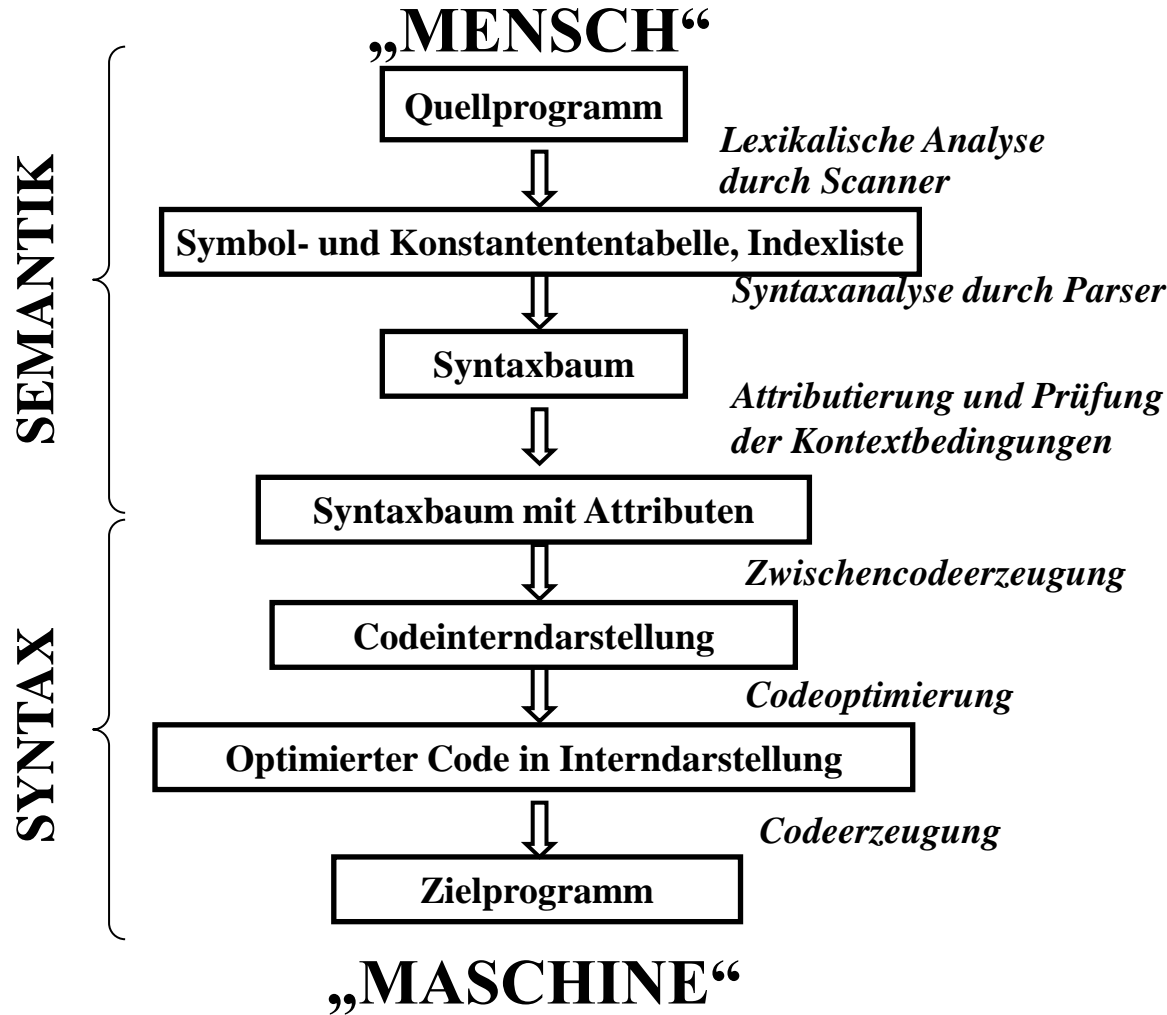 „MENSCH“
Quellprogramm
Lexikalische Analyse
durch Scanner
Symbol- und Konstantententabelle, Indexliste
Syntaxanalyse durch Parser
Syntaxbaum
Attributierung und Prüfung
der Kontextbedingungen
Syntaxbaum mit Attributen
Zwischencodeerzeugung
Codeinterndarstellung
Codeoptimierung
Optimierter Code in Interndarstellung
Codeerzeugung
Zielprogramm
„MASCHINE“
SEMANTIK
SYNTAX